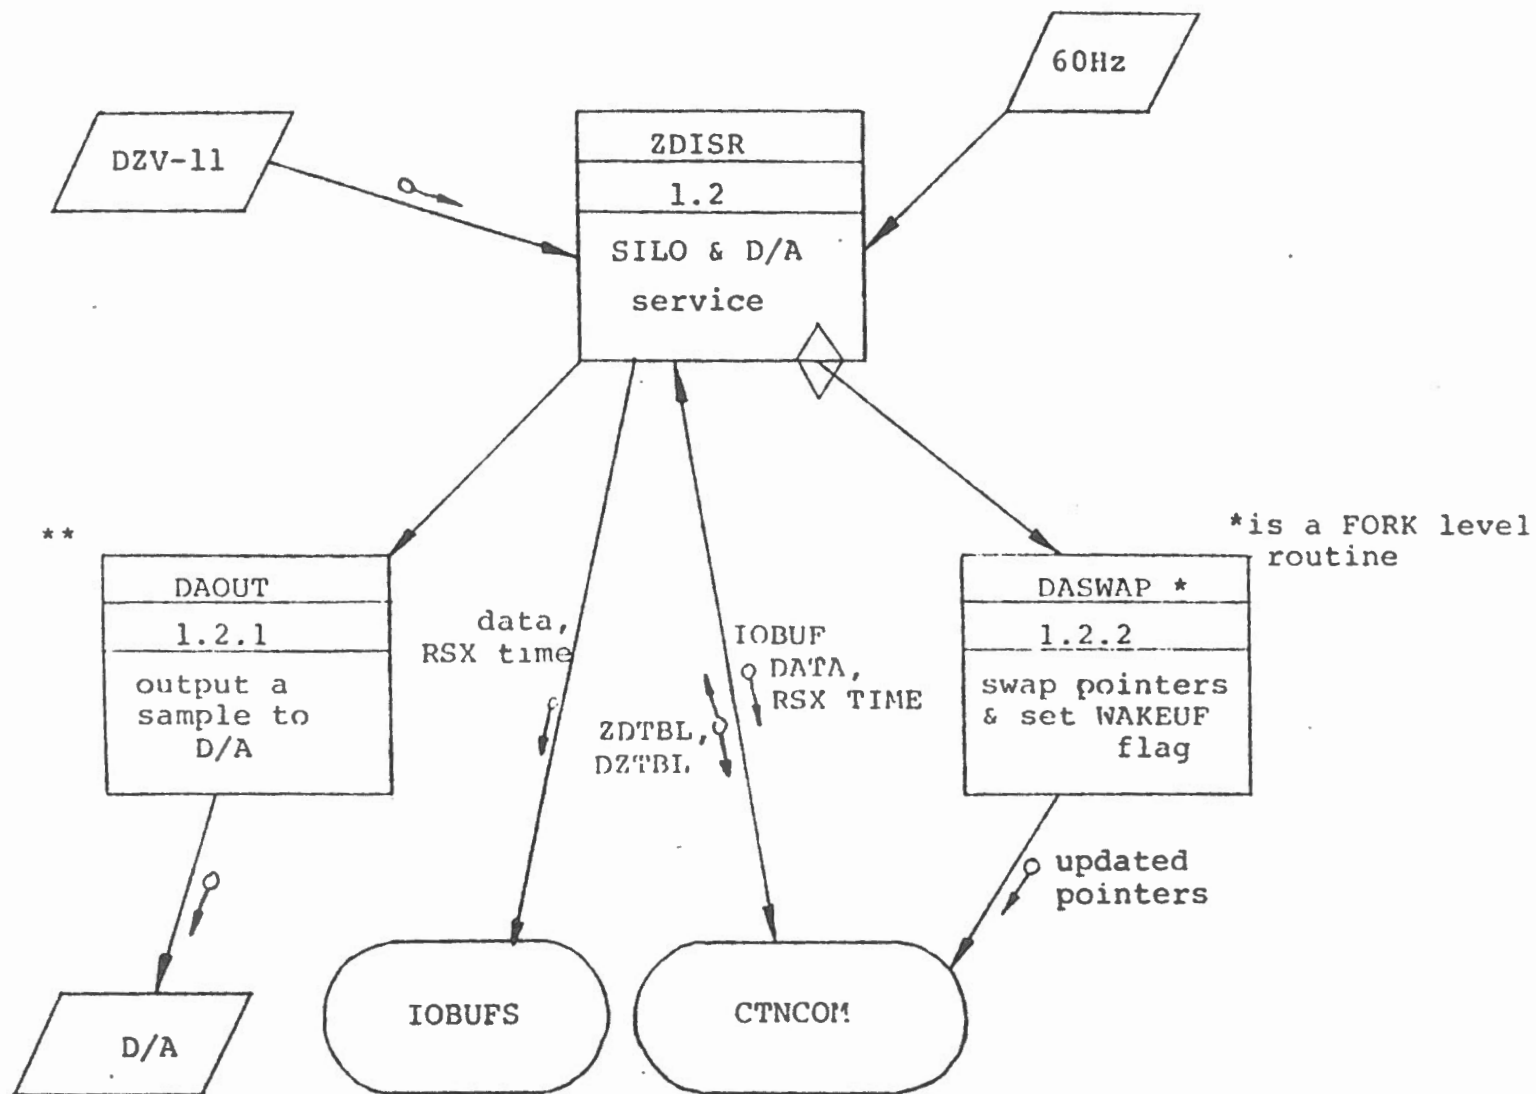 60Hz
DZV-11
ZDISR
1.2
SILO & D/A
service
**
*is a FORK level
routine
DAOUT
1.2.1
output a
sample to
D/A
data,
RSX time
IOBUF
DATA,
RSX TIME
ZDTBL,
DZTBL
DASWAP *
1.2.2
swap pointers
& set WAKEUF
flag
updated
pointers
D/A
IOBUFS
CTNCOM